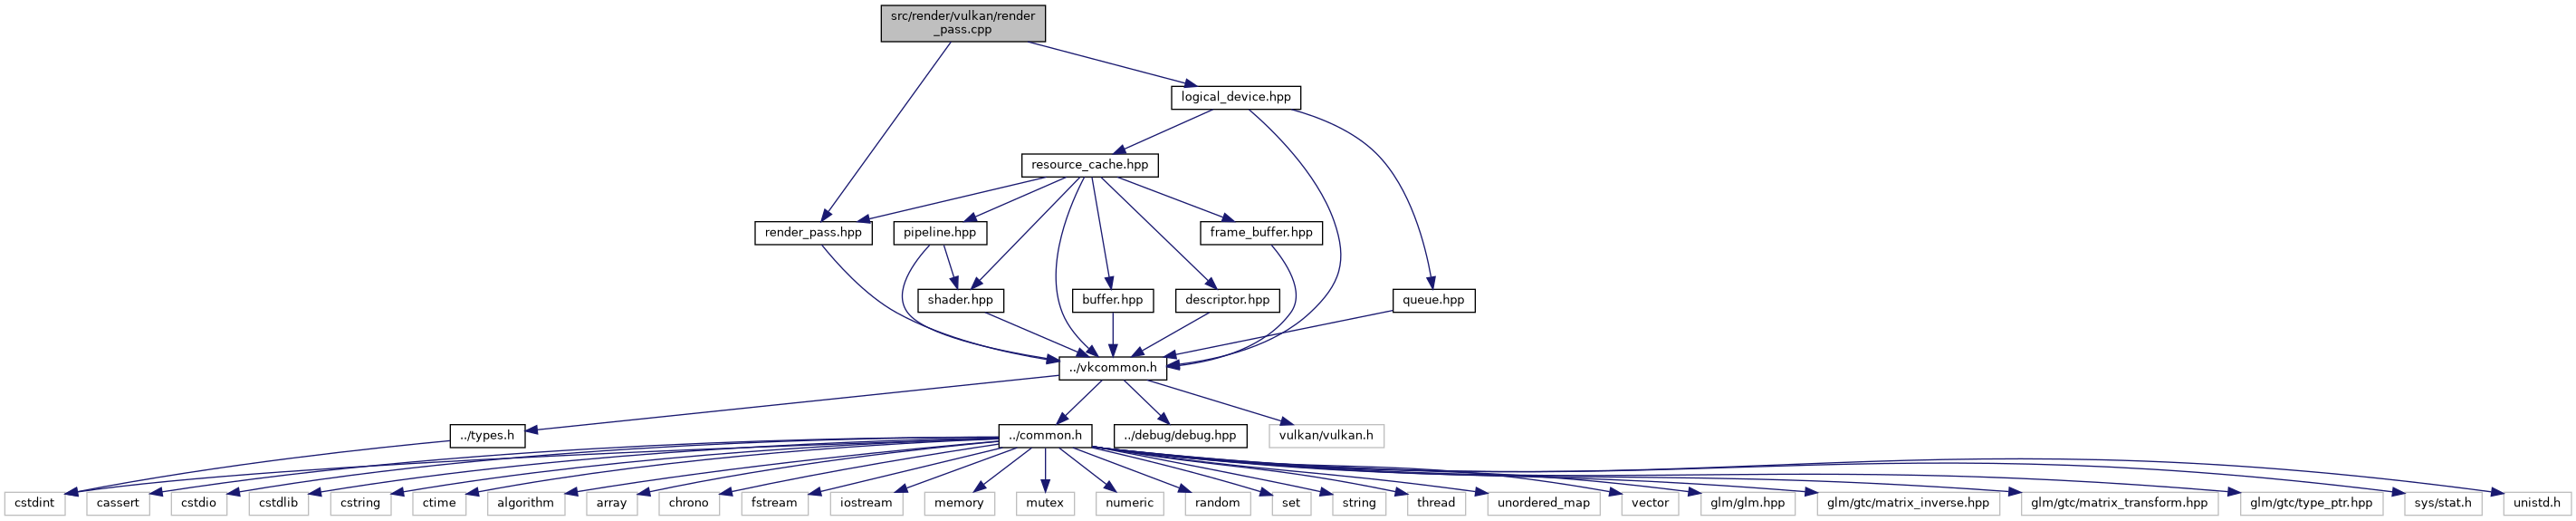 src/render/vulkan/render
_pass.cpp
logical_device.hpp
resource_cache.hpp
render_pass.hpp
pipeline.hpp
frame_buffer.hpp
shader.hpp
buffer.hpp
descriptor.hpp
queue.hpp
../vkcommon.h
../types.h
../common.h
../debug/debug.hpp
vulkan/vulkan.h
cstdint
cassert
cstdio
cstdlib
cstring
ctime
algorithm
array
chrono
fstream
iostream
memory
mutex
numeric
random
set
string
thread
unordered_map
vector
glm/glm.hpp
glm/gtc/matrix_inverse.hpp
glm/gtc/matrix_transform.hpp
glm/gtc/type_ptr.hpp
sys/stat.h
unistd.h